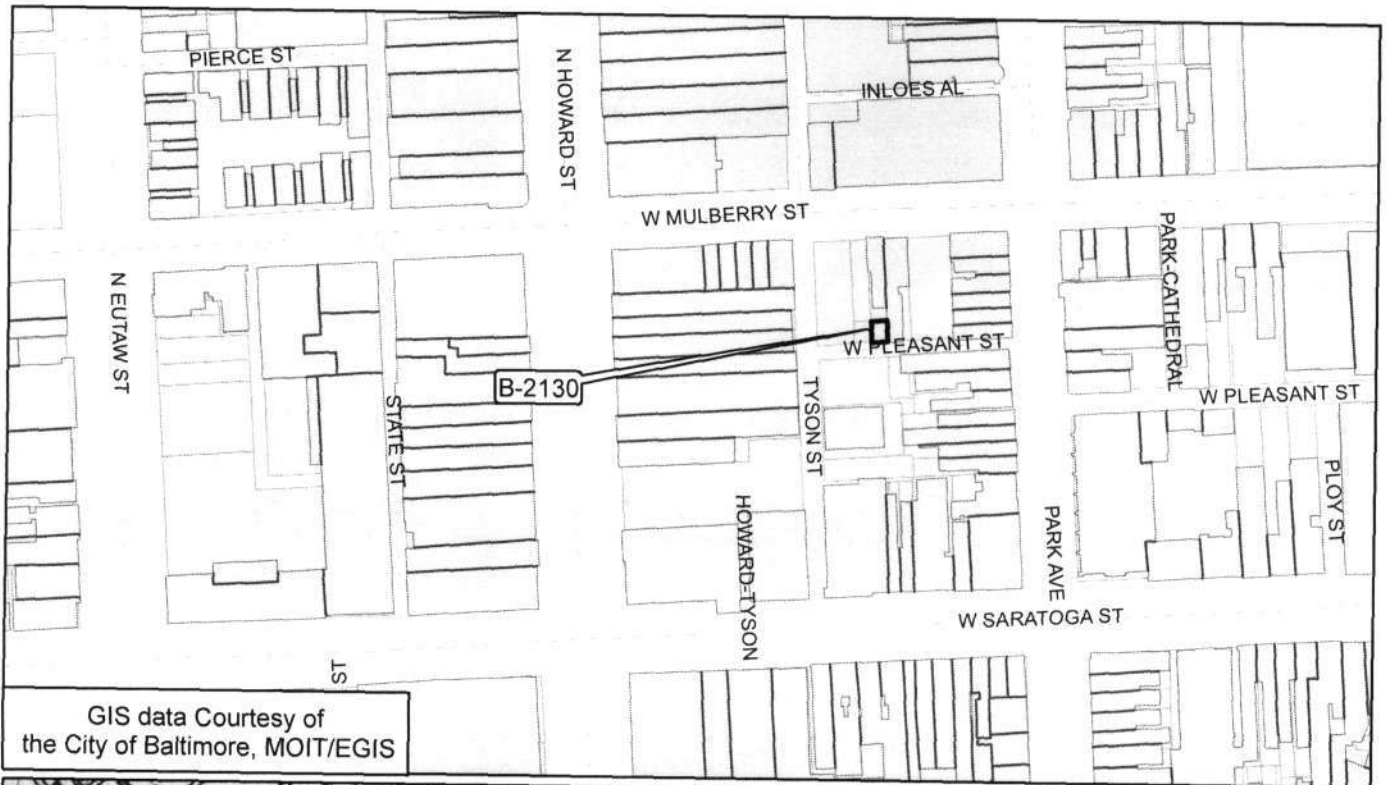 PIERCE ST
N HOWARD ST
INLOES AL
W MULBERRY ST
PARK-CATHEDRAL
N EUTAW ST
W PLEASANT ST
B-2130
W PLEASANT ST
STATE ST
TYSON ST
PLOY ST
HOWARD-TYSON
PARK AVE
W SARATOGA ST
ST
GIS data Courtesy of
the City of Baltimore, MOIT/EGIS